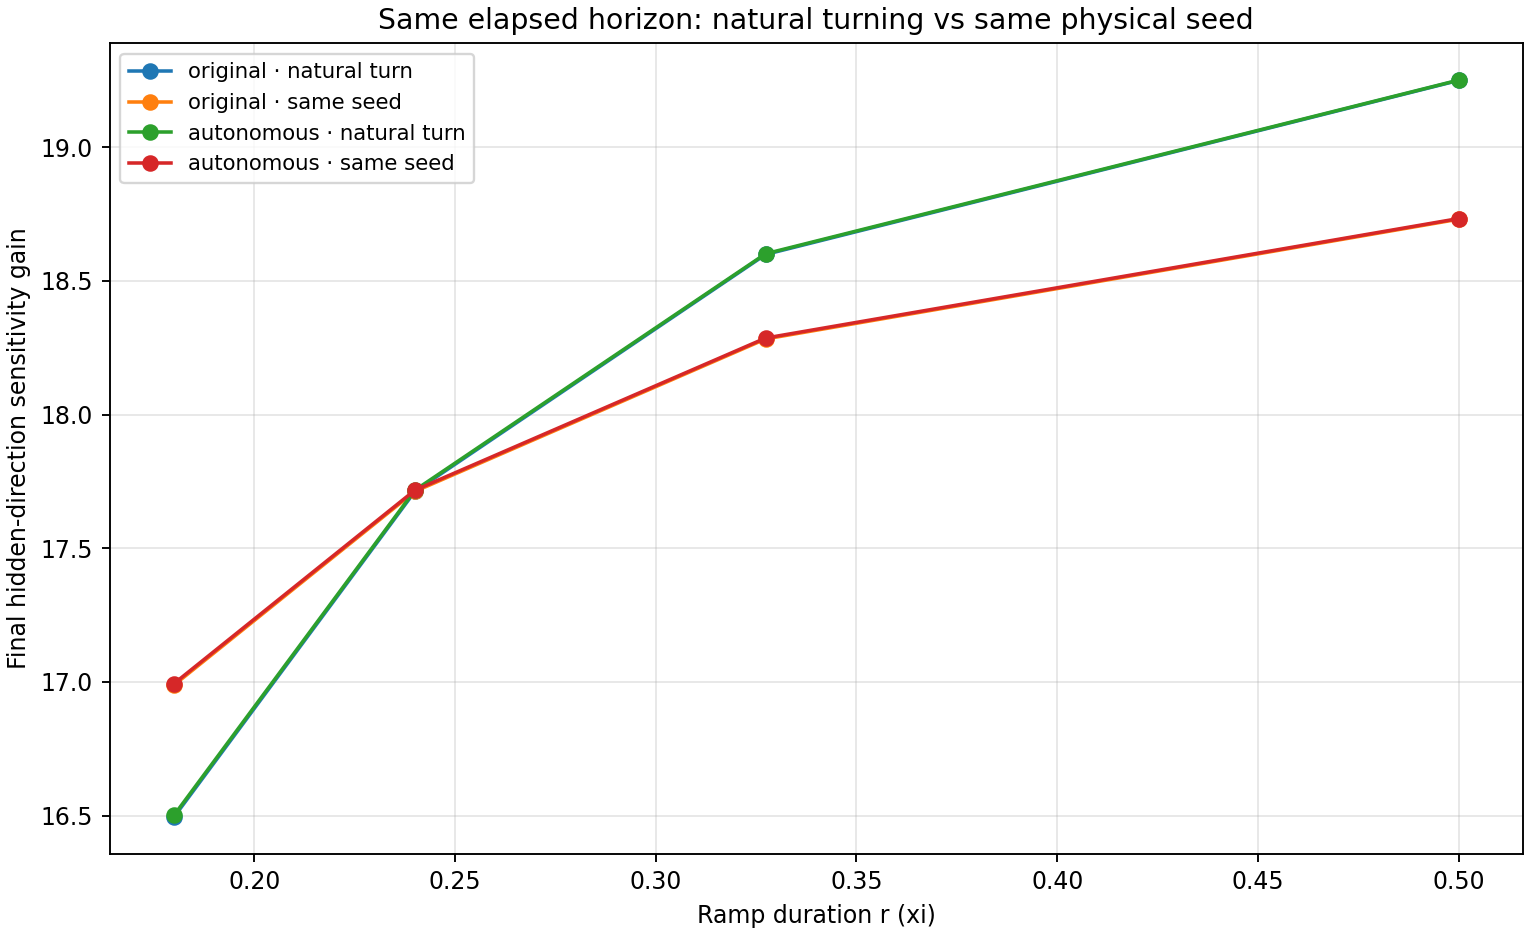 Same elapsed horizon: natural turning vs same physical seed
original · natural turn
original · same seed
autonomous · natural turn
autonomous · same seed
Final hidden-direction sensitivity gain
19.0
18.5
18.0
17.5
17.0
16.5
0.20 0.25 0.30 0.35 0.40 0.45 0.50
Ramp duration r (xi)